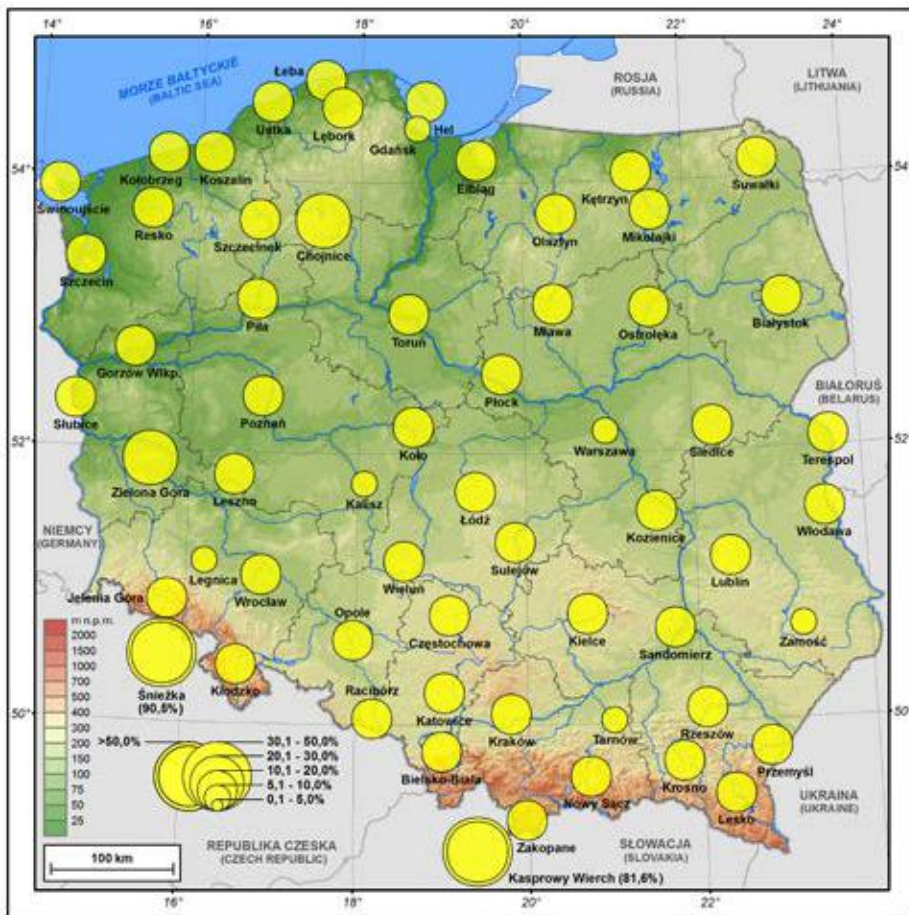 14° 16° 18° 20° 22° 24°
MORZE BAŁTYCKIE
(BALTIC SEA)
ROSJA
(RUSSIA)
LITWA
(LITHUANIA)
Łeba
Ustka
Lębork
Hel
Gdańsk
54°
54°
Kołobrzeg
Koszalin
Elbląg
Kętrzyn
Suwałki
Świnoujście
Resko
Szczecinek
Chojnice
Olsztyn
Mikołajki
Szczecin
Piła
Toruń
Mława
Ostrołęka
Białystok
Gorzów Wlkp.
Płock
BIAŁORUŚ
(BELARUS)
Słubice
Poznań
52°
52°
Koło
Warszawa
Siedlce
Terespol
Zielona Góra
Leszno
Kalisz
Łódź
Kozienice
Włodawa
NIEMCY
(GERMANY)
Legnica
Wrocław
Wieluń
Sulejów
Lublin
Jelenia Góra
Opole
Częstochowa
Kielce
Sandomierz
Zamość
m n.p.m.
2000
1500
1000
700
500
400
300
200
150
100
75
50
25
Śnieżka
(90,5%)
Kłodzko
Racibórz
50°
50°
Katowice
Kraków
Tarnów
Rzeszów
Przemyśl
>50,0%
30,1 - 50,0%
20,1 - 30,0%
10,1 - 20,0%
5,1 - 10,0%
0,1 - 5,0%
Bielsko-Biała
Nowy Sącz
Krosno
Lesko
UKRAINA
(UKRAINE)
100 km
REPUBLIKA CZESKA
(CZECH REPUBLIC)
Zakopane
SŁOWACJA
(SLOVAKIA)
Kasprowy Wierch (81,6%)
16° 18° 20° 22°